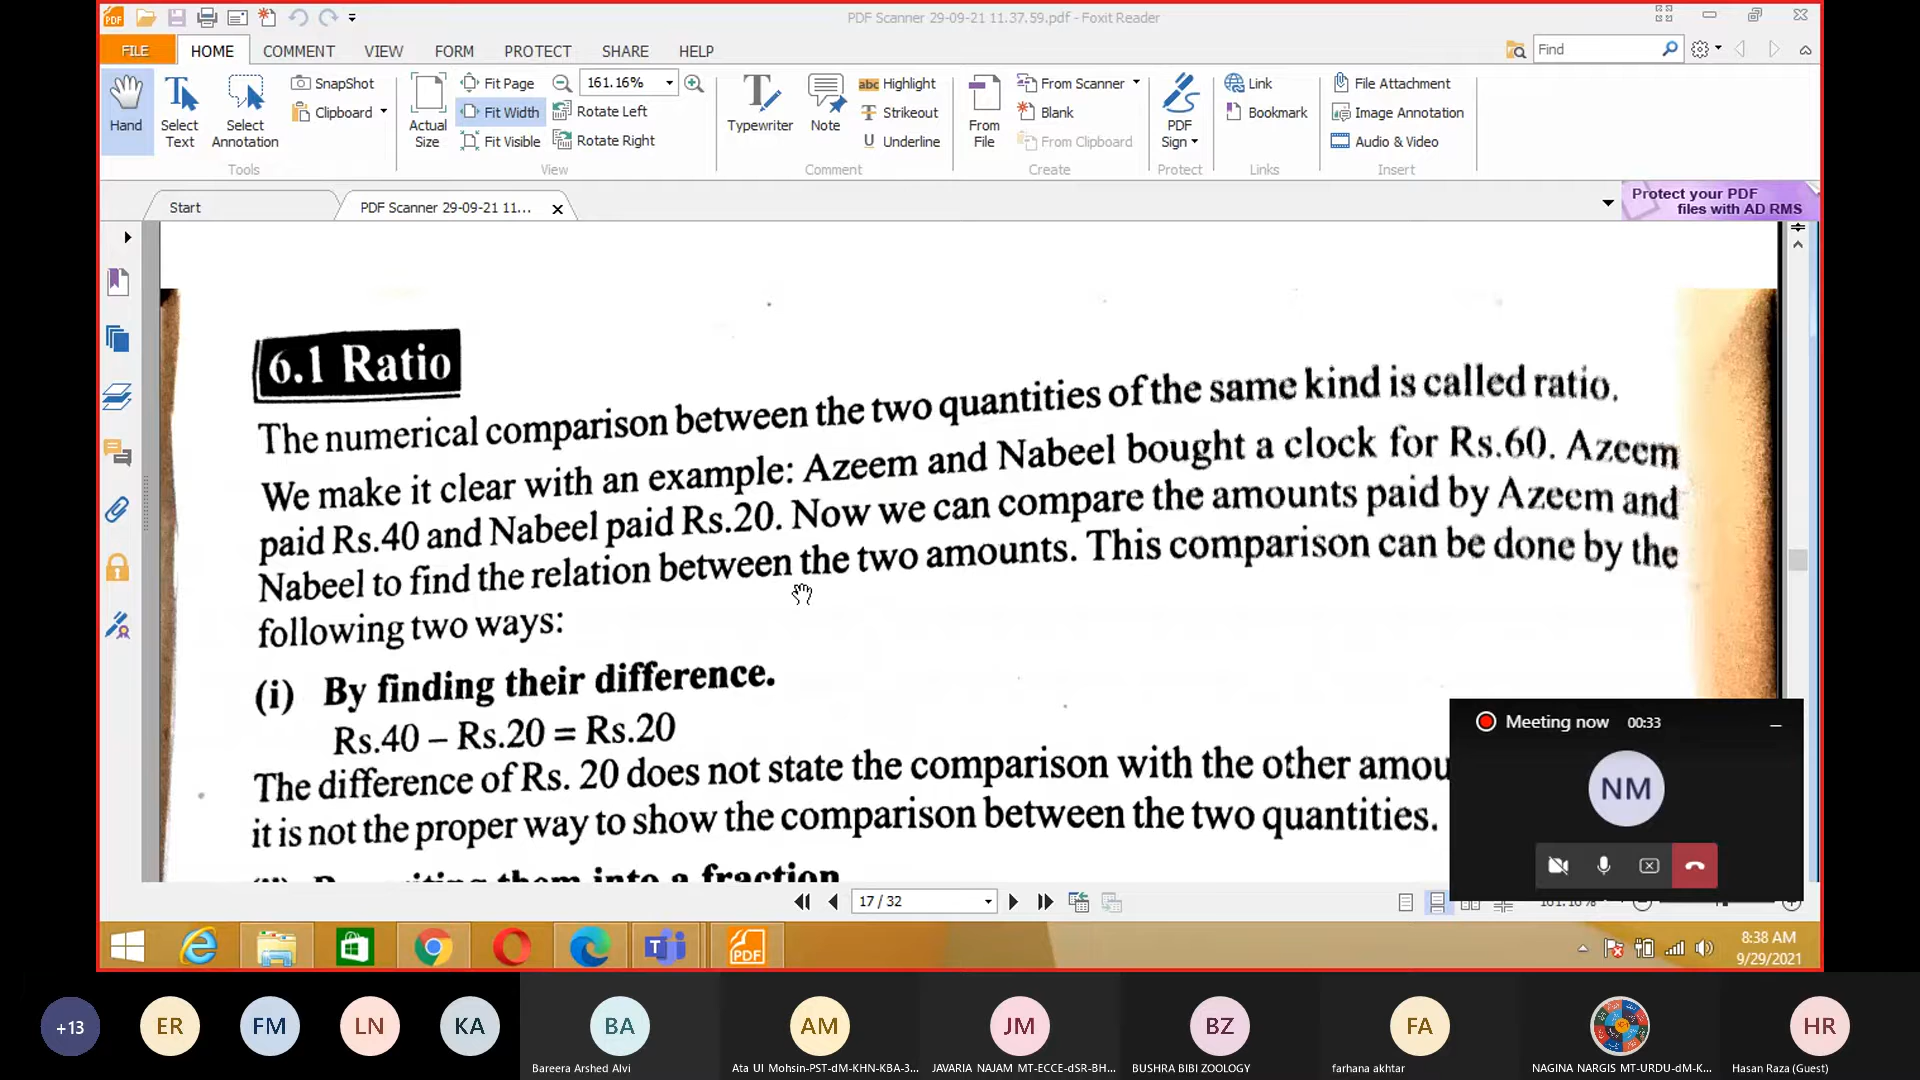 PDF Scanner 29-09-21 11.37.59.pdf - Foxit Reader
FILE HOME COMMENT VIEW FORM PROTECT SHARE HELP Find
Hand
Select Text
Select Annotation
SnapShot
Clipboard
Tools
Actual Size
Fit Page
Fit Width
Fit Visible
161.16%
Rotate Left
Rotate Right
View
Typewriter
Note
Highlight
Strikeout
Underline
Comment
From File
From Scanner
Blank
From Clipboard
Create
PDF Sign
Protect
Link
Bookmark
Links
File Attachment
Image Annotation
Audio & Video
Insert
Start
PDF Scanner 29-09-21 11...
Protect your PDF
files with AD RMS
6.1 Ratio
The numerical comparison between the two quantities of the same kind is called ratio.
We make it clear with an example: Azeem and Nabeel bought a clock for Rs.60. Azeem
paid Rs.40 and Nabeel paid Rs.20. Now we can compare the amounts paid by Azeem and
Nabeel to find the relation between the two amounts. This comparison can be done by the
following two ways:
(i) By finding their difference.
Rs.40 – Rs.20 = Rs.20
The difference of Rs. 20 does not state the comparison with the other amou
it is not the proper way to show the comparison between the two quantities.
them into a fraction
Meeting now 00:33
NM
17 / 32
8:38 AM
9/29/2021
+13 ER FM LN KA BA AM JM BZ FA HR
Bareera Arshed Alvi
Ata Ul Mohsin-PST-dM-KHN-KBA-3...
JAVARIA NAJAM MT-ECCE-dSR-BH...
BUSHRA BIBI ZOOLOGY
farhana akhtar
NAGINA NARGIS MT-URDU-dM-K...
Hasan Raza (Guest)